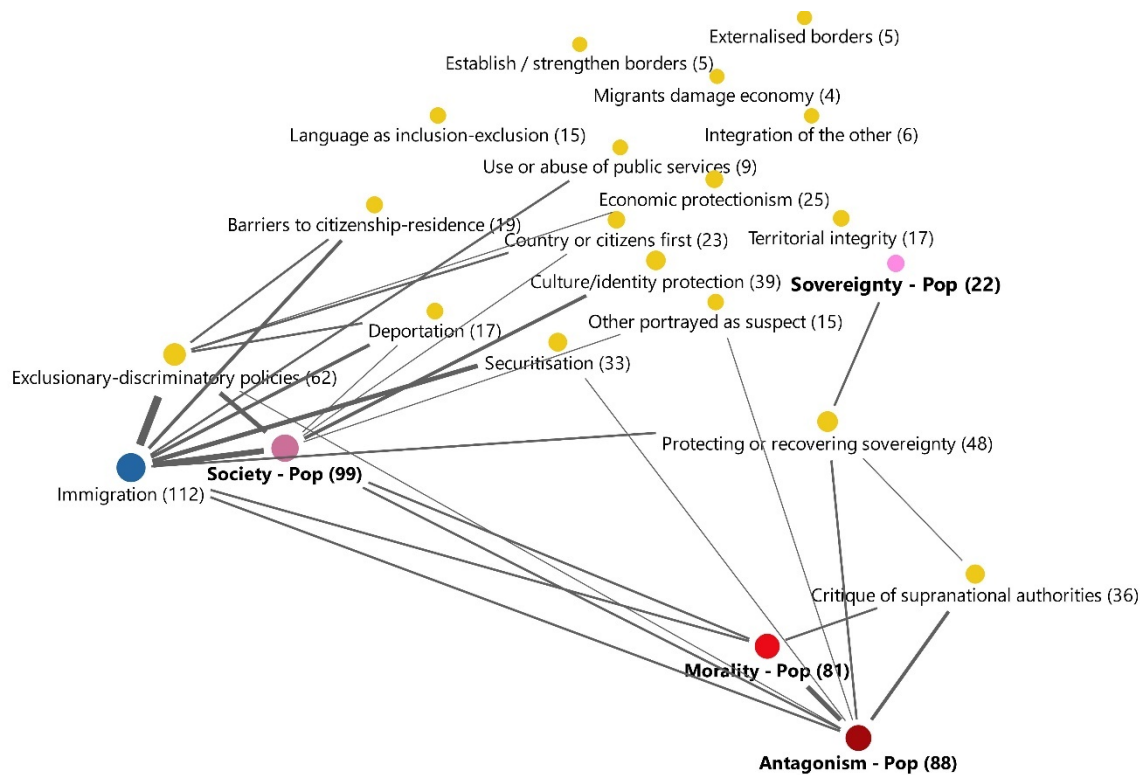 Externalised borders (5)
Establish / strengthen borders (5)
Migrants damage economy (4)
Language as inclusion-exclusion (15)
Integration of the other (6)
Use or abuse of public services (9)
Economic protectionism (25)
Barriers to citizenship-residence (19)
Country or citizens first (23)
Territorial integrity (17)
Culture/identity protection (39)
Sovereignty - Pop (22)
Other portrayed as suspect (15)
Deportation (17)
Securitisation (33)
Exclusionary-discriminatory policies (62)
Protecting or recovering sovereignty (48)
Society - Pop (99)
Immigration (112)
Critique of supranational authorities (36)
Morality - Pop (81)
Antagonism - Pop (88)